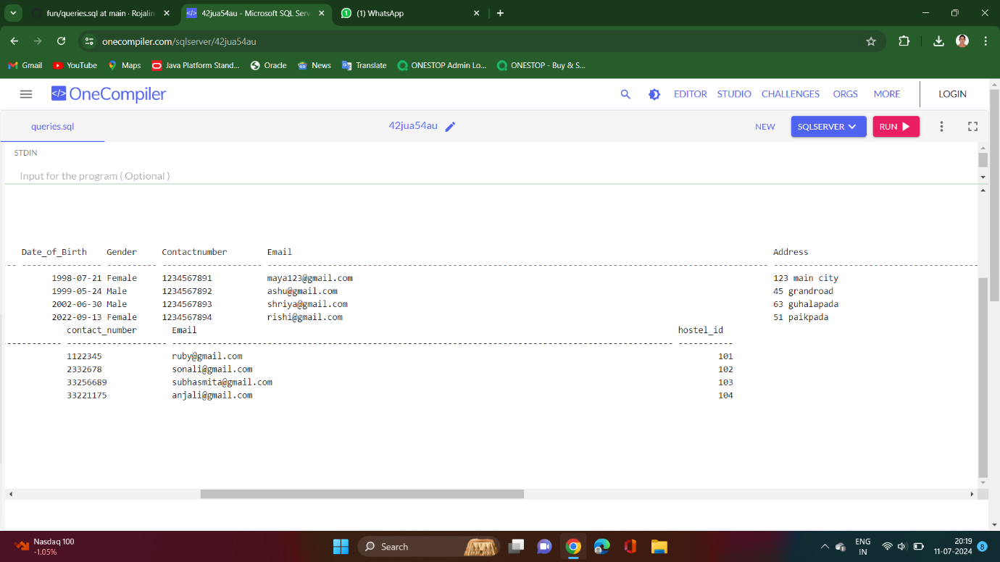 fun/queries.sql at main · Rojalin
42jua54au - Microsoft SQL Serv
(1) WhatsApp
onecompiler.com/sqlserver/42jua54au
Gmail YouTube Maps Java Platform Stand... Oracle News Translate ONESTOP Admin Lo... ONESTOP - Buy & S...
</> OneCompiler EDITOR STUDIO CHALLENGES ORGS MORE LOGIN
queries.sql 42jua54au NEW SQLSERVER RUN
STDIN
Input for the program ( Optional )
Date_of_Birth Gender Contactnumber Email Address
1998-07-21 Female 1234567891 maya123@gmail.com 123 main city
1999-05-24 Male 1234567892 ashu@gmail.com 45 grandroad
2002-06-30 Male 1234567893 shriya@gmail.com 63 guhalapada
2022-09-13 Female 1234567894 rishi@gmail.com 51 paikpada
contact_number Email hostel_id
1122345 ruby@gmail.com 101
2332678 sonali@gmail.com 102
33256689 subhasmita@gmail.com 103
33221175 anjali@gmail.com 104
Nasdaq 100
-1.05%
Search
ENG
IN
20:19
11-07-2024
8